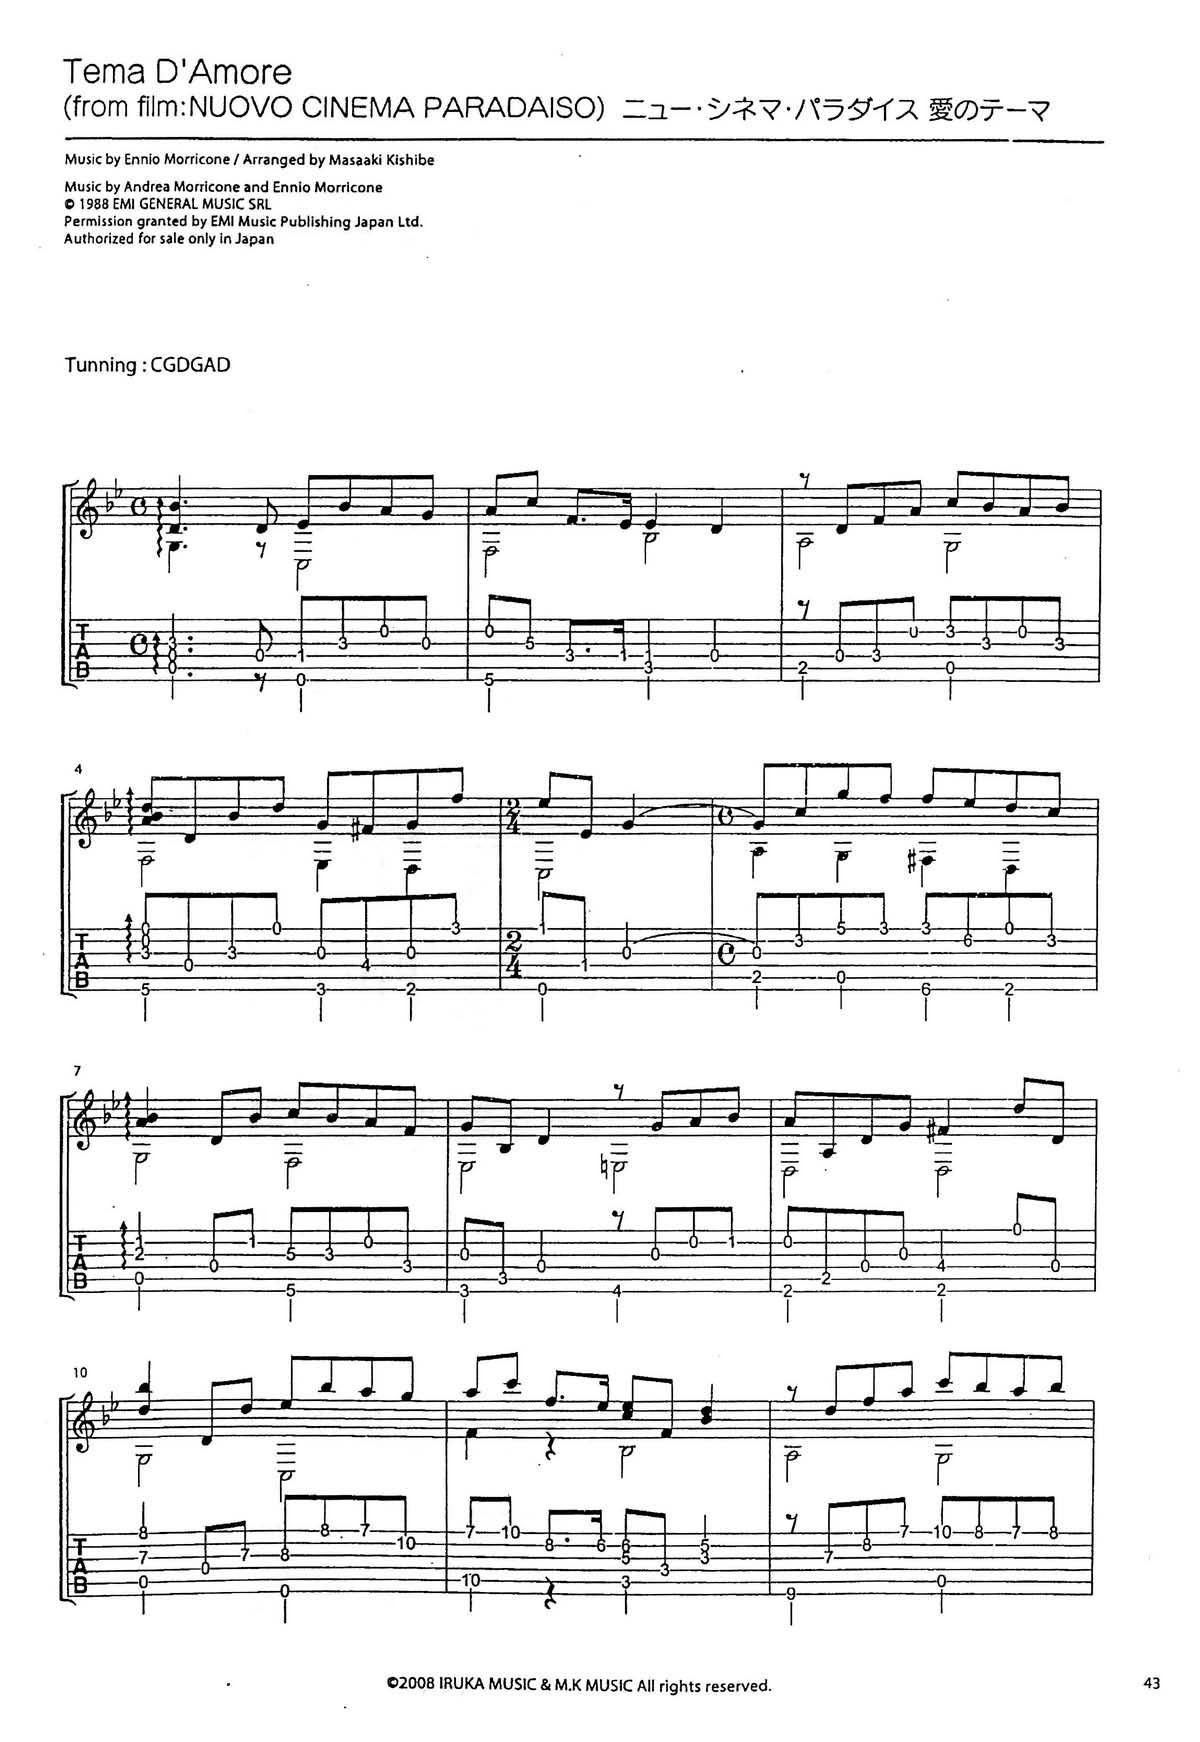 Tema D'Amore
(from film:NUOVO CINEMA PARADAISO) ニュー・シネマ・パラダイス 愛のテーマ
Music by Ennio Morricone / Arranged by Masaaki Kishibe
Music by Andrea Morricone and Ennio Morricone
© 1988 EMI GENERAL MUSIC SRL
Permission granted by EMI Music Publishing Japan Ltd.
Authorized for sale only in Japan
Tunning : CGDGAD
4
7
10
©2008 IRUKA MUSIC & M.K MUSIC All rights reserved.
43